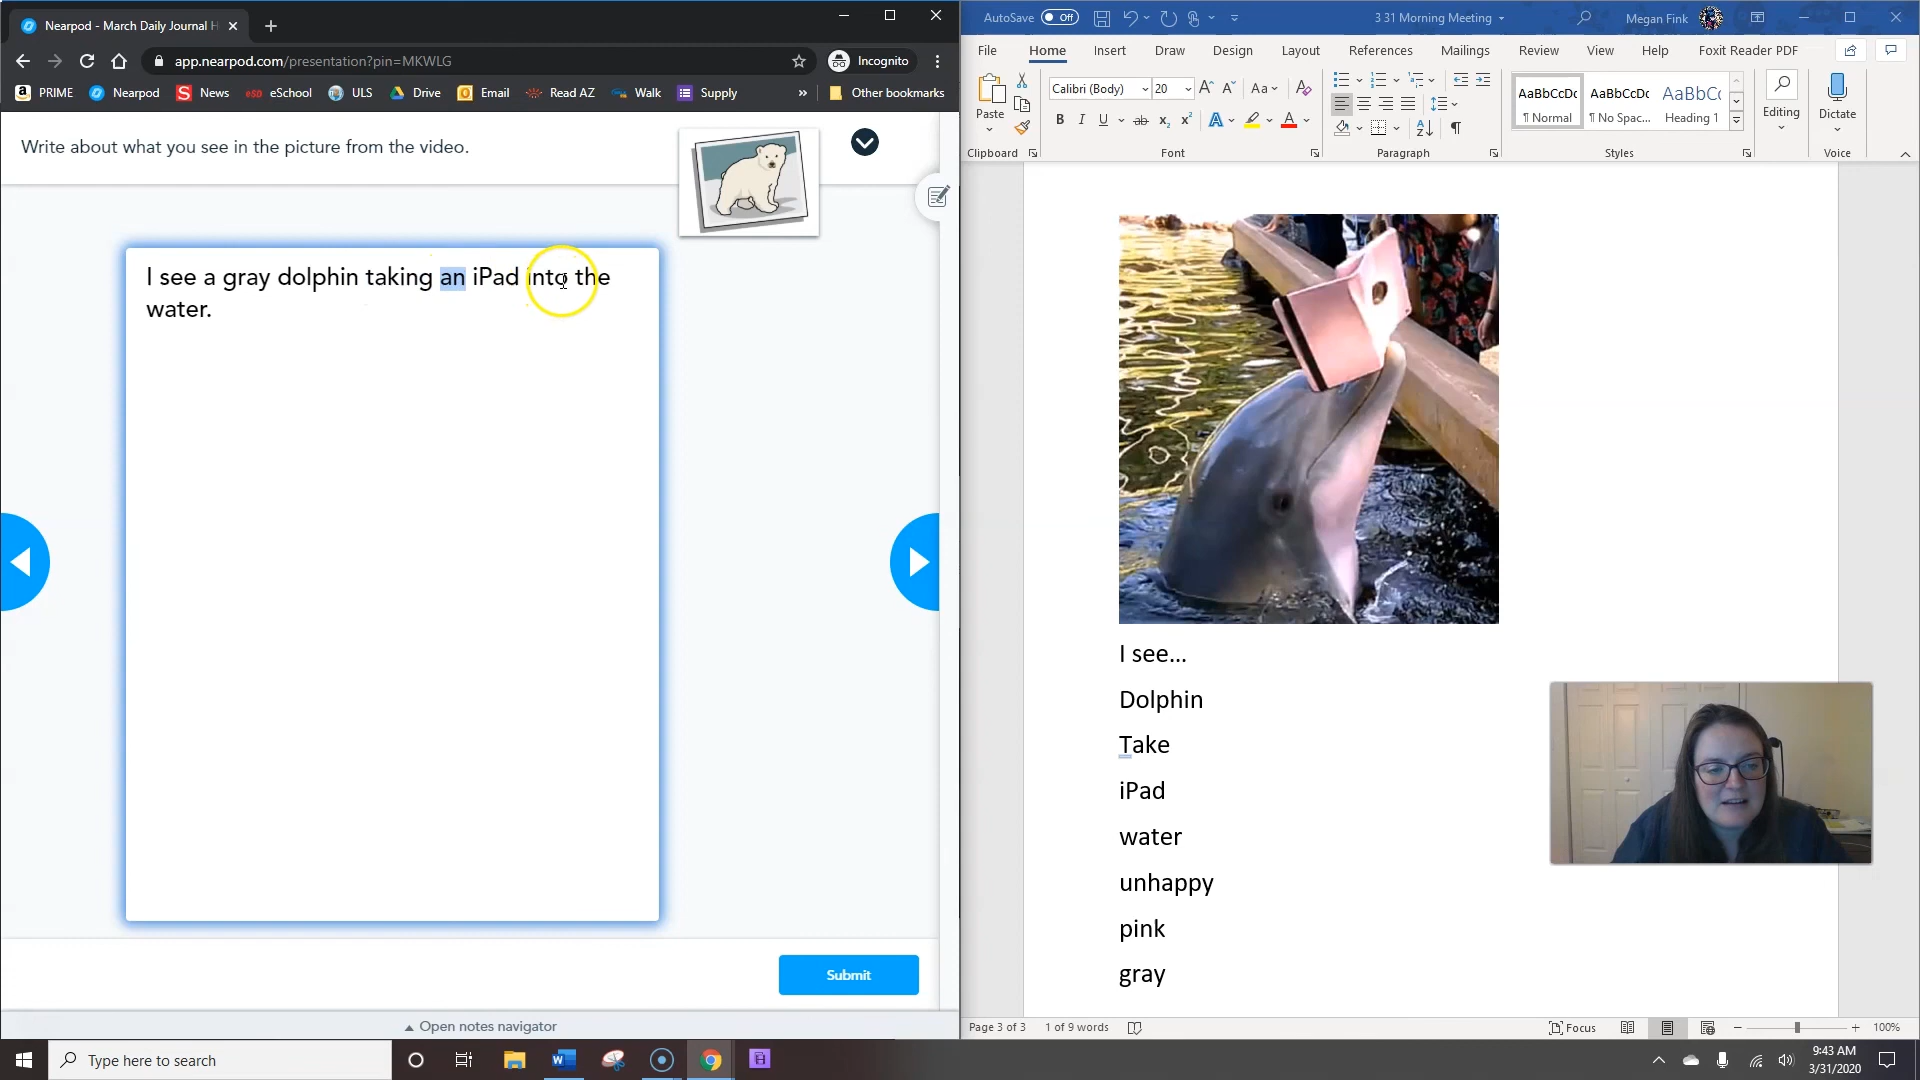 Nearpod - March Daily Journal H
app.nearpod.com/presentation?pin=MKWLG
Incognito
PRIME
Nearpod
S News
eSchool
ULS
Drive
Email
Read AZ
Walk
Supply
»
Other bookmarks
Write about what you see in the picture from the video.
I see a gray dolphin taking an iPad into the
water.
Submit
Open notes navigator
AutoSave Off
3 31 Morning Meeting
Megan Fink
File Home Insert Draw Design Layout References Mailings Review View Help Foxit Reader PDF
Paste
Calibri (Body) 20
AaBbCcDc AaBbCcDc AaBbCc
¶ Normal ¶ No Spac... Heading 1
Editing
Dictate
Clipboard Font Paragraph Styles Voice
I see...
Dolphin
Take
iPad
water
unhappy
pink
gray
Page 3 of 3 1 of 9 words
Focus
100%
Type here to search
9:43 AM
3/31/2020